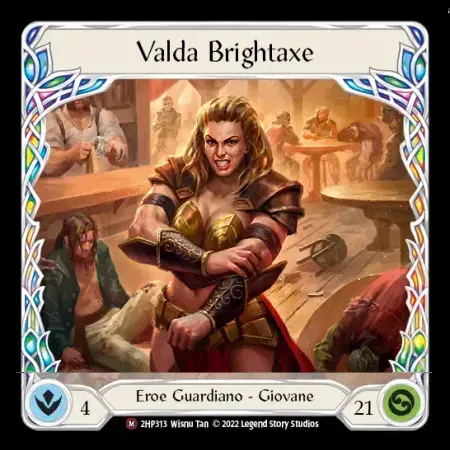 Valda Brightaxe
Eroe Guardiano - Giovane
4
21
M 2HP313 Wisnu Tan © 2022 Legend Story Studios